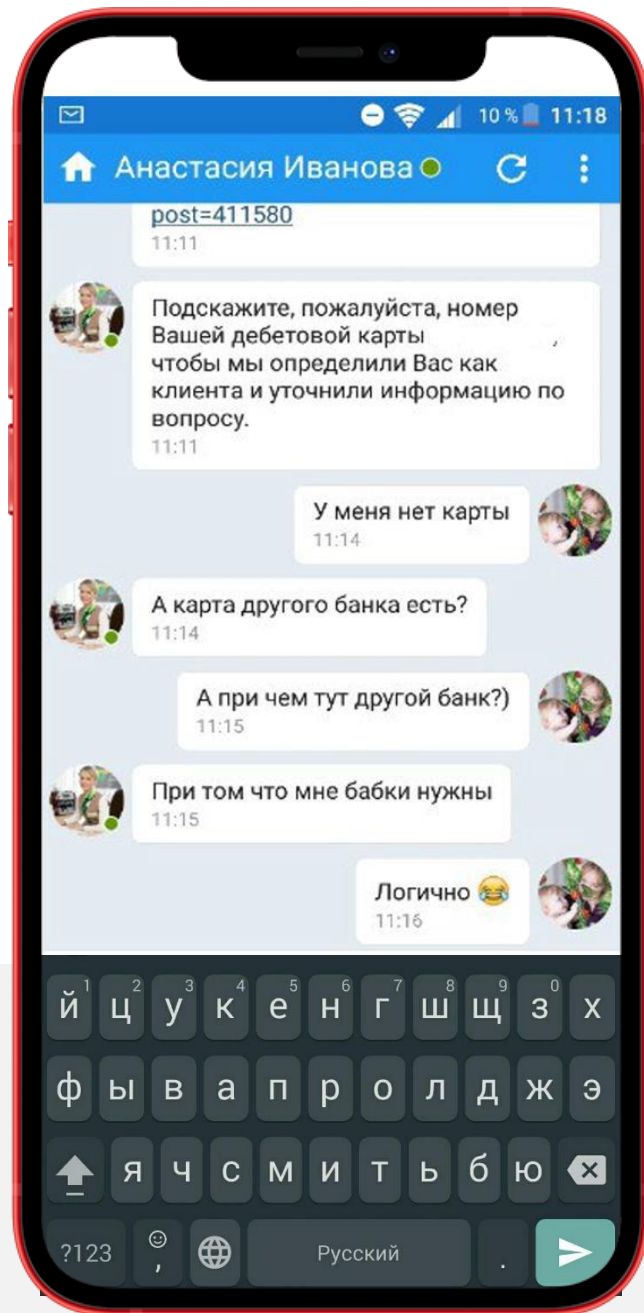 10 % 11:18
Анастасия Иванова
post=411580
11:11
Подскажите, пожалуйста, номер
Вашей дебетовой карты ,
чтобы мы определили Вас как
клиента и уточнили информацию по
вопросу.
11:11
У меня нет карты
11:14
А карта другого банка есть?
11:14
А при чем тут другой банк?)
11:15
При том что мне бабки нужны
11:15
Логично 😂
11:16
1 2 3 4 5 6 7 8 9 0
й ц у к е н г ш щ з х
ф ы в а п р о л д ж э
я ч с м и т ь б ю
?123 , Русский .